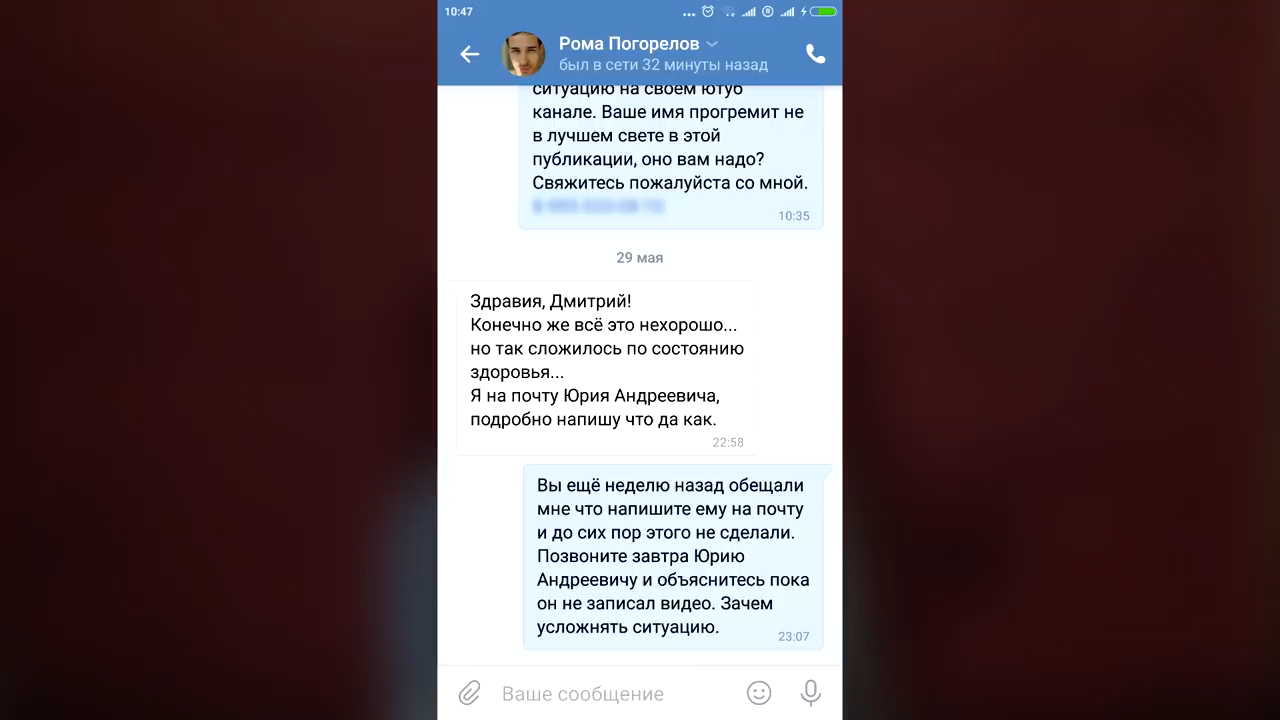 10:47
Рома Погорелов
был в сети 32 минуты назад
ситуацию на своем ютуб
канале. Ваше имя прогремит не
в лучшем свете в этой
публикации, оно вам надо?
Свяжитесь пожалуйста со мной.
10:35
29 мая
Здравия, Дмитрий!
Конечно же всё это нехорошо...
но так сложилось по состоянию
здоровья...
Я на почту Юрия Андреевича,
подробно напишу что да как.
22:58
Вы ещё неделю назад обещали
мне что напишите ему на почту
и до сих пор этого не сделали.
Позвоните завтра Юрию
Андреевичу и объяснитесь пока
он не записал видео. Зачем
усложнять ситуацию.
23:07
Ваше сообщение